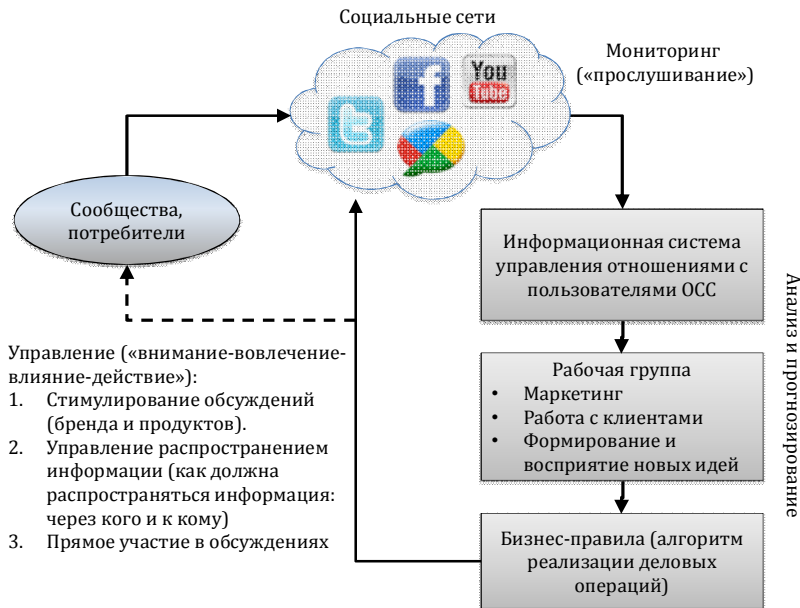 Социальные сети
Мониторинг
(«прослушивание»)
f
You
Tube
t
Сообщества,
потребители
Информационная система
управления отношениями с
пользователями ОСС
Анализ и прогнозирование
Управление («внимание-вовлечение-
влияние-действие»):
1. Стимулирование обсуждений
(бренда и продуктов).
2. Управление распространением
информации (как должна
распространяться информация:
через кого и к кому)
3. Прямое участие в обсуждениях
Рабочая группа
• Маркетинг
• Работа с клиентами
• Формирование и
восприятие новых идей
Бизнес-правила (алгоритм
реализации деловых
операций)